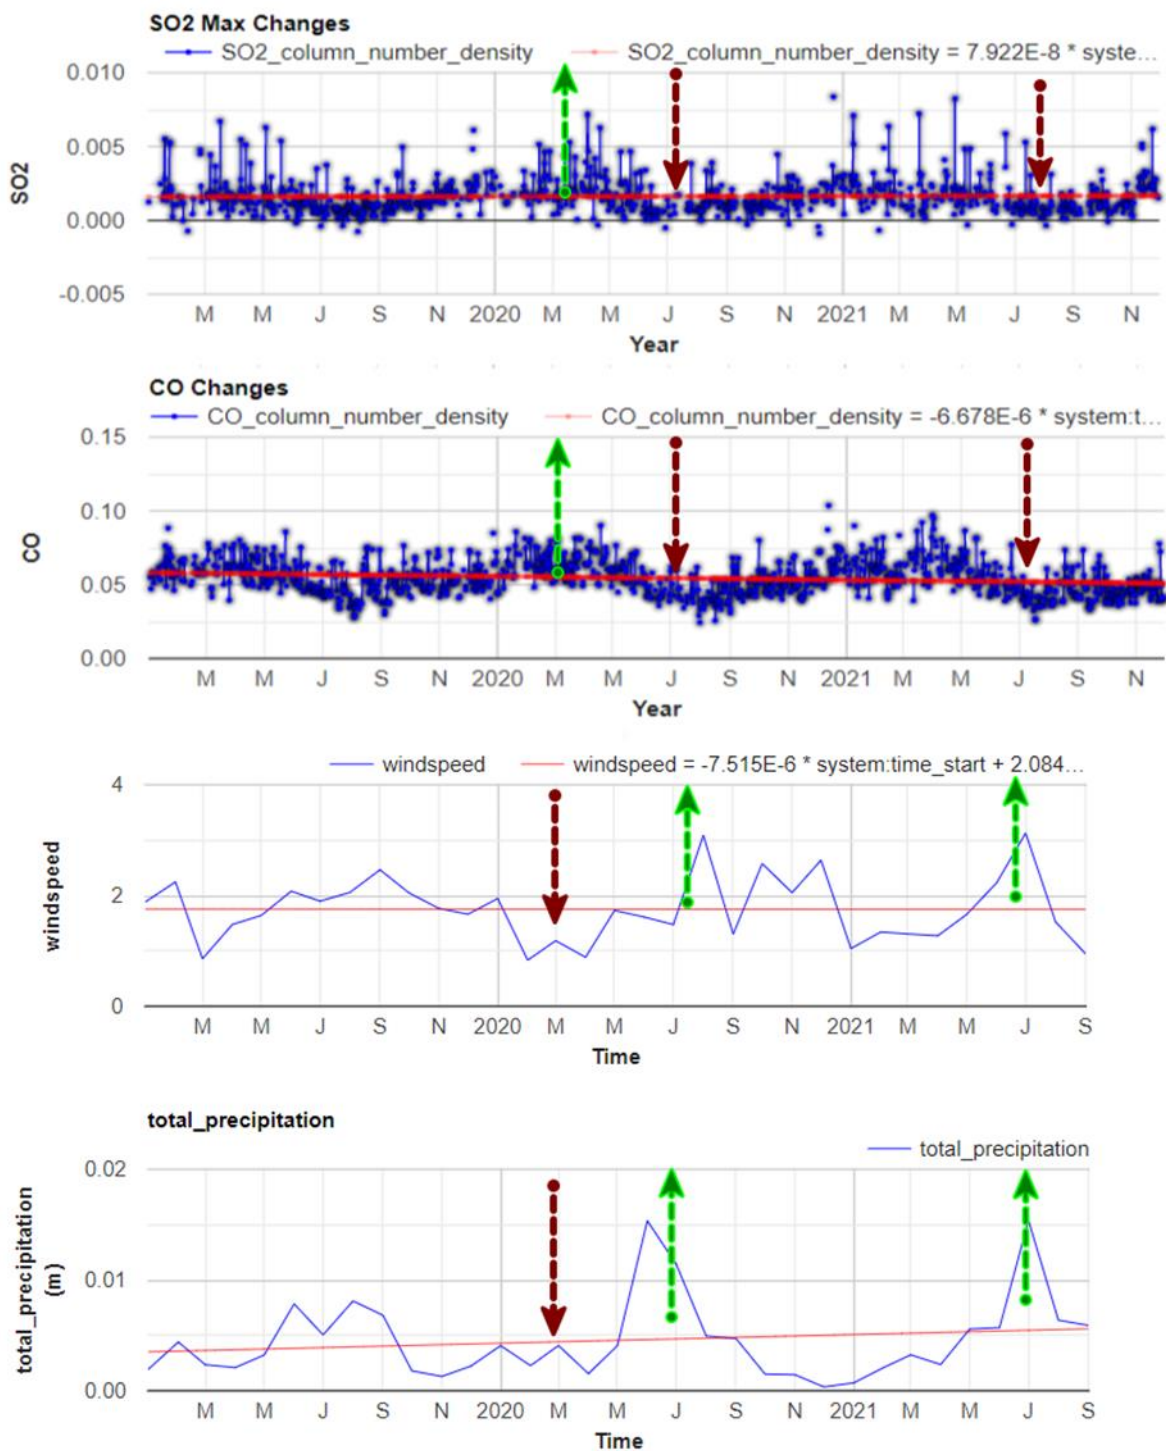 SO2 Max Changes
SO2_column_number_density SO2_column_number_density = 7.922E-8 * syste...
0.010
0.005
0.000
-0.005
SO2
M M J S N 2020 M M J S N 2021 M M J S N
Year
CO Changes
CO_column_number_density CO_column_number_density = -6.678E-6 * system:t...
0.15
0.10
0.05
0.00
CO
M M J S N 2020 M M J S N 2021 M M J S N
Year
windspeed windspeed = -7.515E-6 * system:time_start + 2.084...
4
2
0
windspeed
M M J S N 2020 M M J S N 2021 M M J S
Time
total_precipitation
total_precipitation
0.02
0.01
0.00
total_precipitation
(m)
M M J S N 2020 M M J S N 2021 M M J S
Time